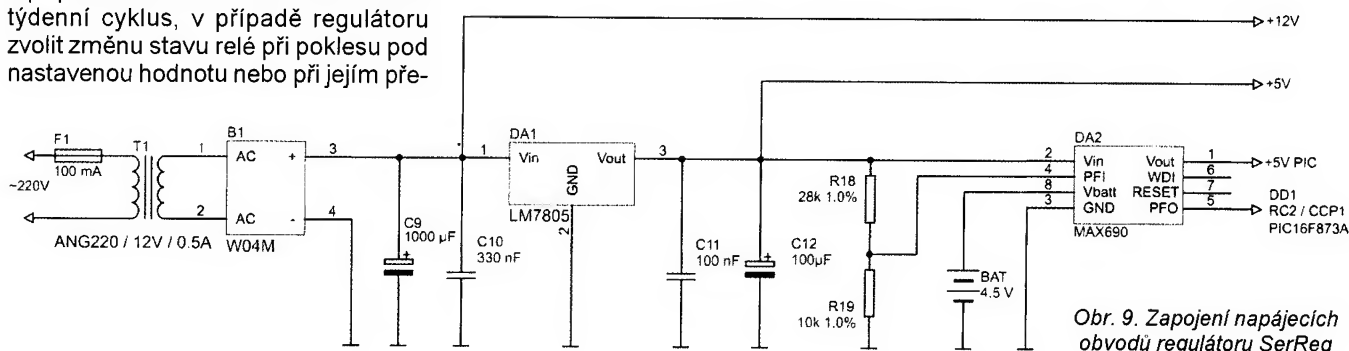 týdenní cyklus, v případě regulátoru
zvolit změnu stavu relé při poklesu pod
nastavenou hodnotu nebo při jejím pře-
+12V
+5V
F1
100 mA
~220V
T1
ANG220 / 12V / 0.5A
B1
1 AC + 3
2 AC - 4
W04M
C9
1000 µF
C10
330 nF
DA1
1 Vin Vout 3
GND
2
LM7805
C11
100 nF
C12
100µF
R18
28k 1.0%
R19
10k 1.0%
BAT
4.5 V
DA2
2 Vin Vout 1
4 PFI WDI 6
8 Vbatt RESET 7
3 GND PFO 5
MAX690
+5V PIC
DD1
RC2 / CCP1
PIC16F873A
Obr. 9. Zapojení napájecích
obvodů regulátoru SerReg